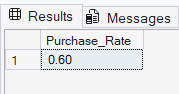 Results Messages
Purchase_Rate
1 0.60